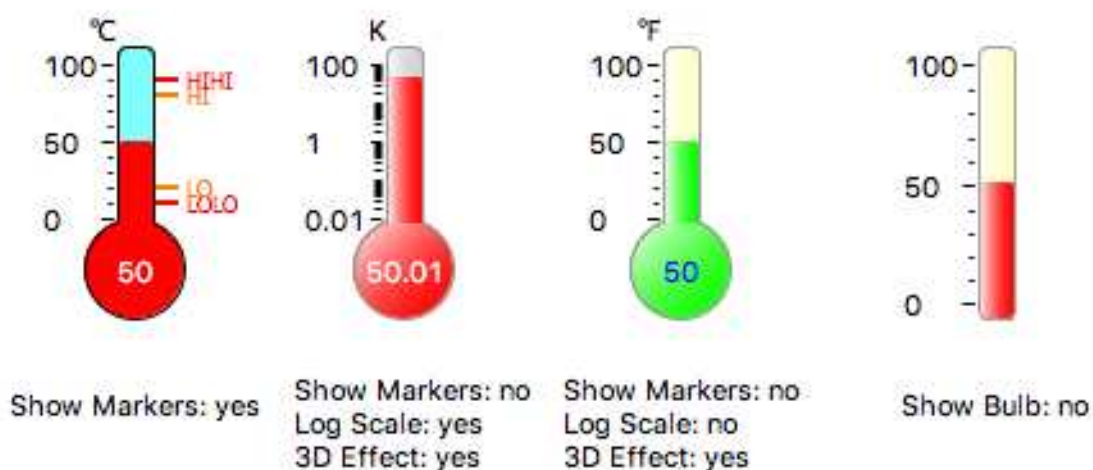 ℃
100
50
0
HIHI
HI
LO
LOLO
50
K
100
1
0.01
50.01
℉
100
50
0
50
100
50
0
Show Markers: yes
Show Markers: no
Log Scale: yes
3D Effect: yes
Show Markers: no
Log Scale: no
3D Effect: yes
Show Bulb: no